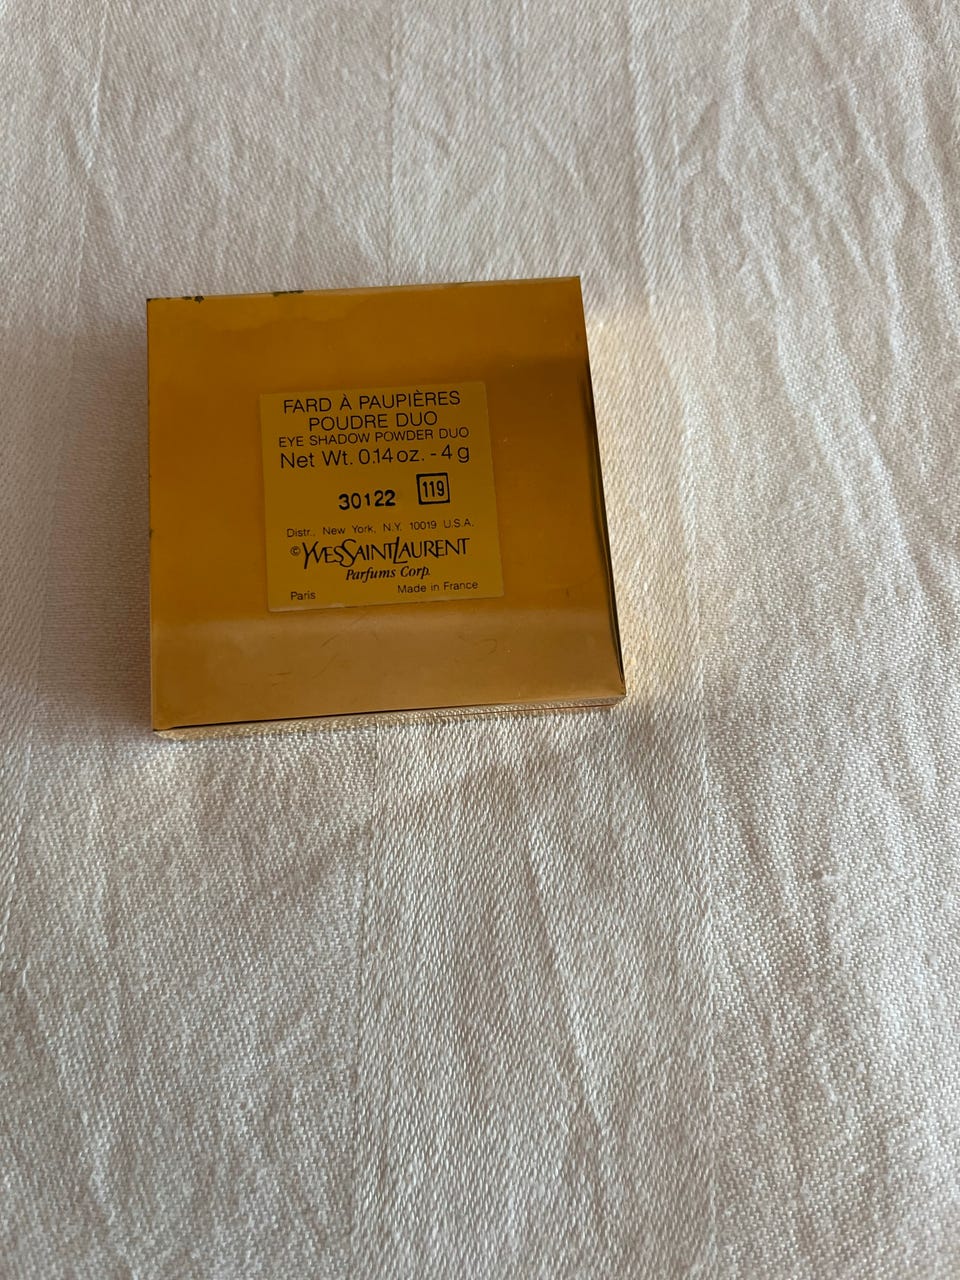 FARD À PAUPIÈRES
POUDRE DUO
EYE SHADOW POWDER DUO
Net Wt. 0.14 oz. - 4 g
30122 119
Distr., New York, N.Y. 10019 U.S.A.
© YVESSAINTLAURENT
Parfums Corp.
Paris Made in France